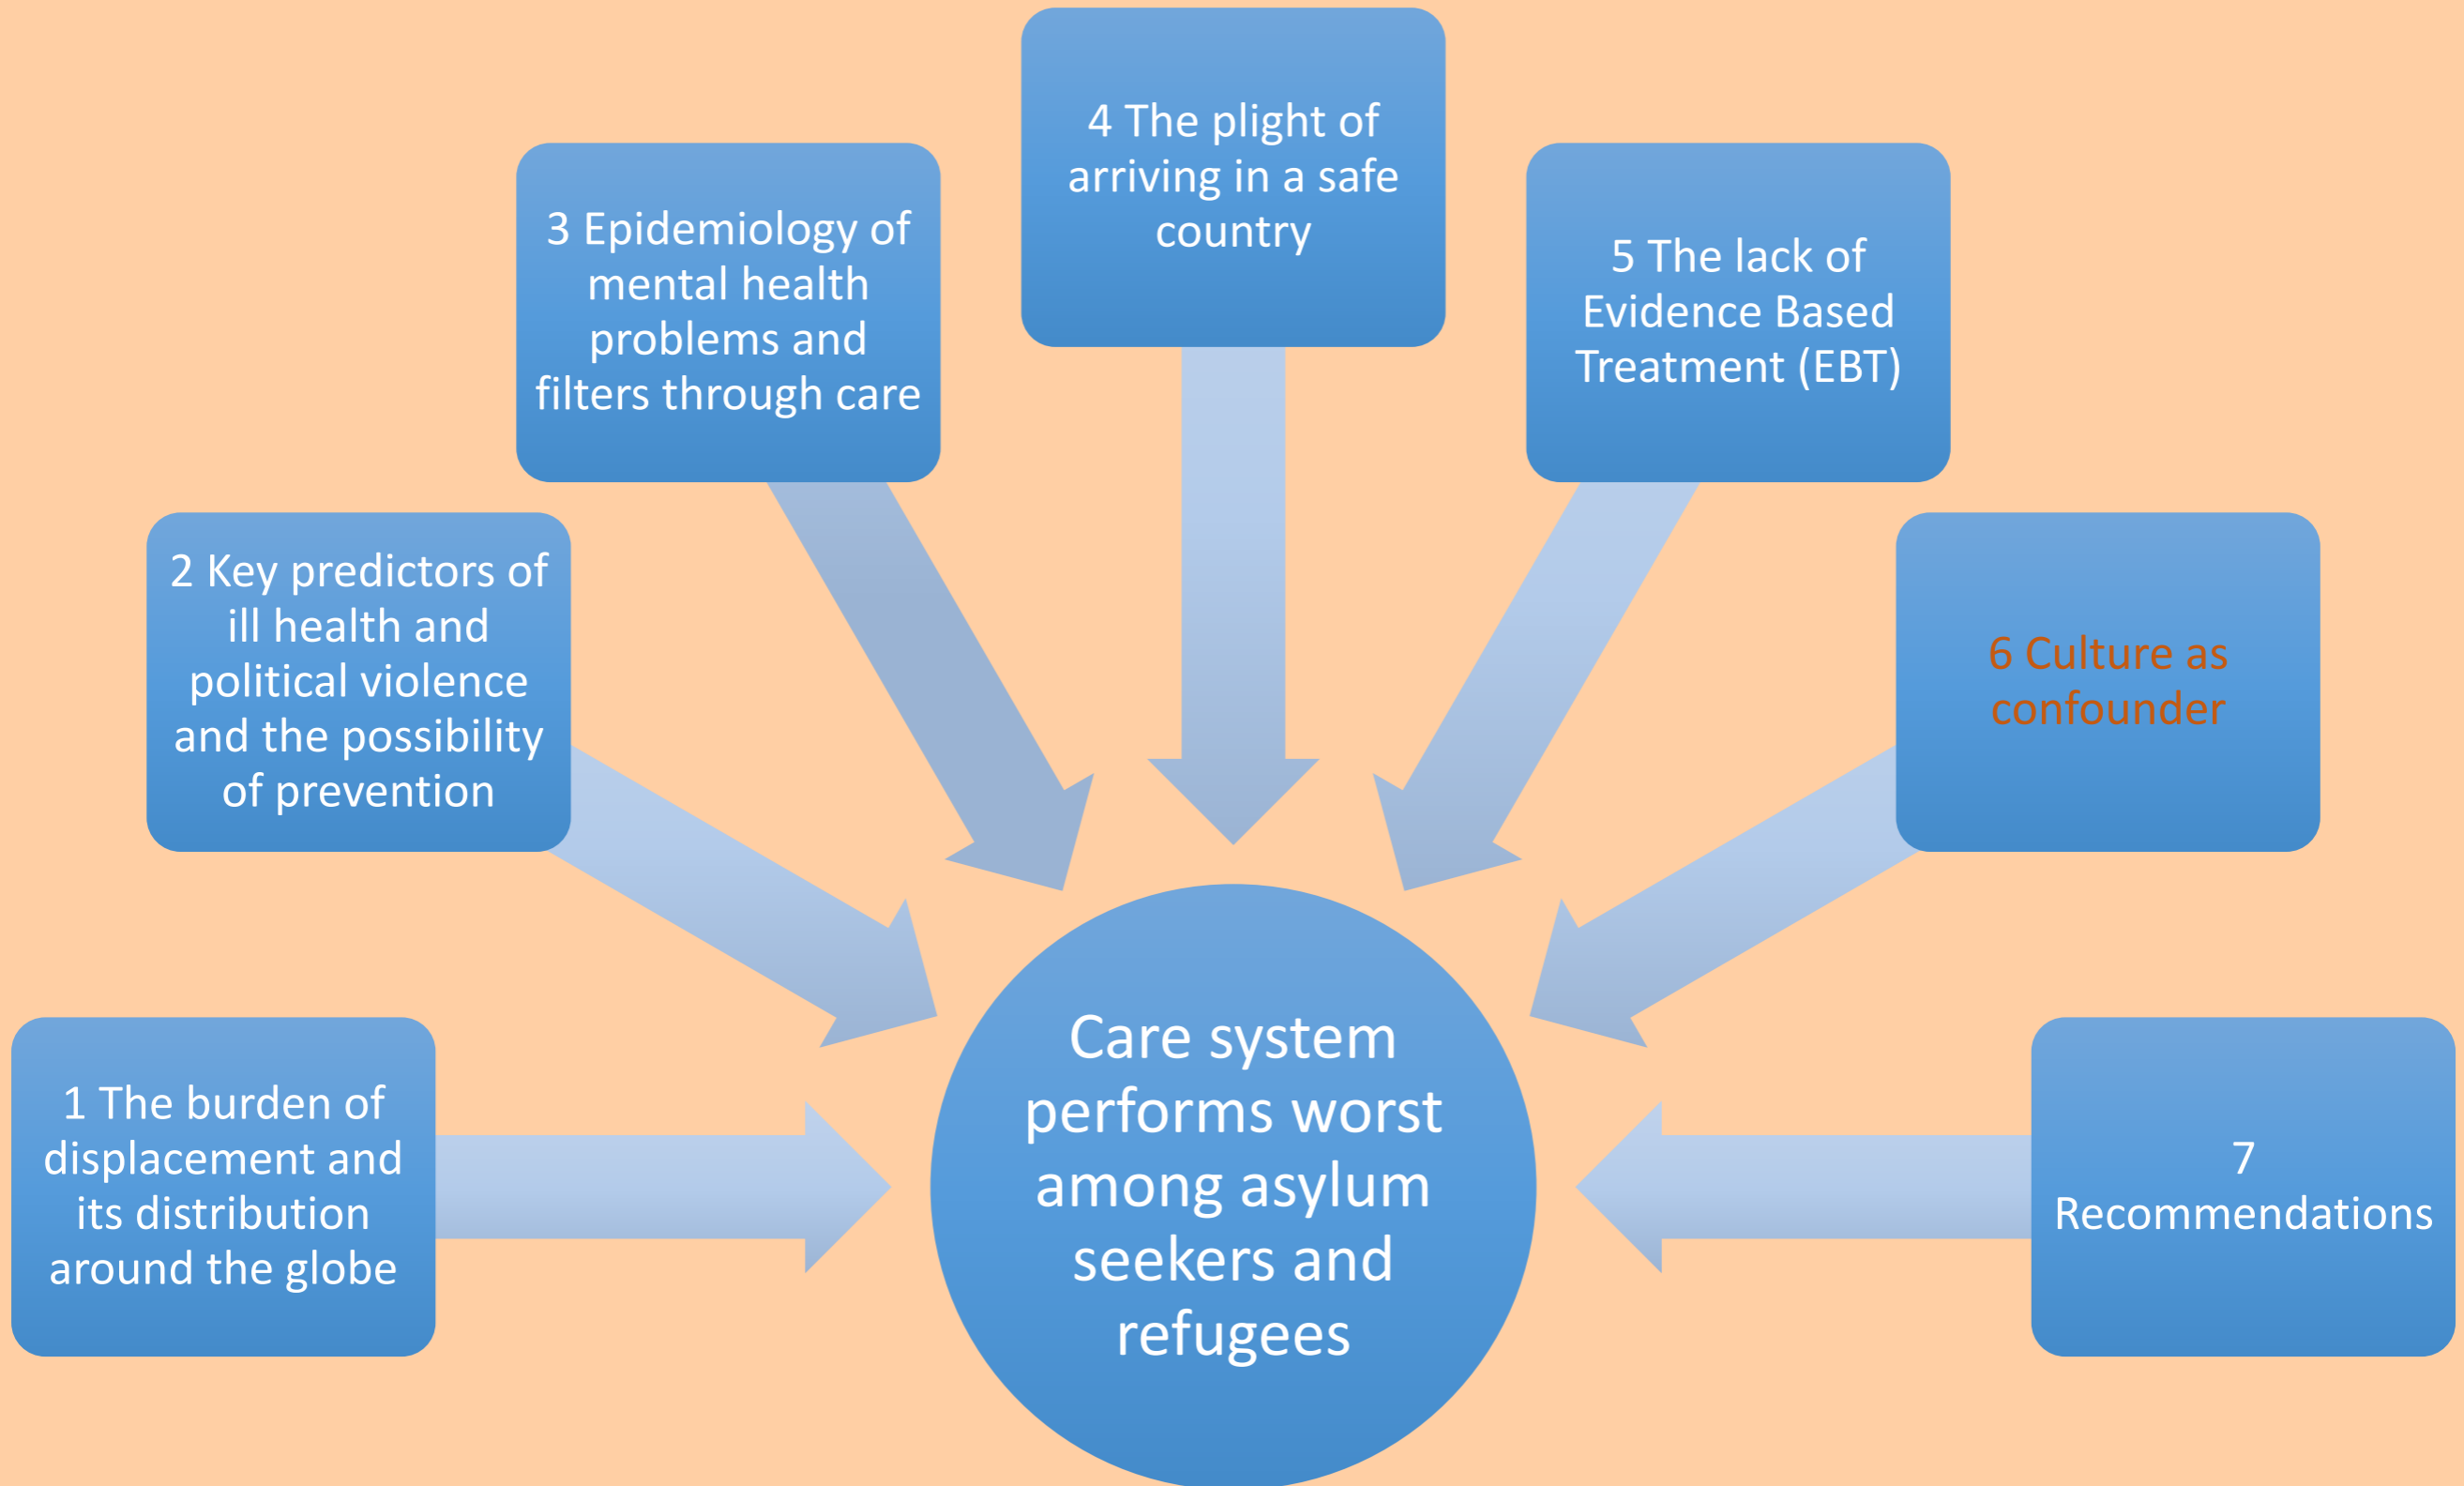 1 The burden of
displacement and
its distribution
around the globe
2 Key predictors of
ill health and
political violence
and the possibility
of prevention
3 Epidemiology of
mental health
problems and
filters through care
4 The plight of
arriving in a safe
country
5 The lack of
Evidence Based
Treatment (EBT)
6 Culture as
confounder
7
Recommendations
Care system
performs worst
among asylum
seekers and
refugees